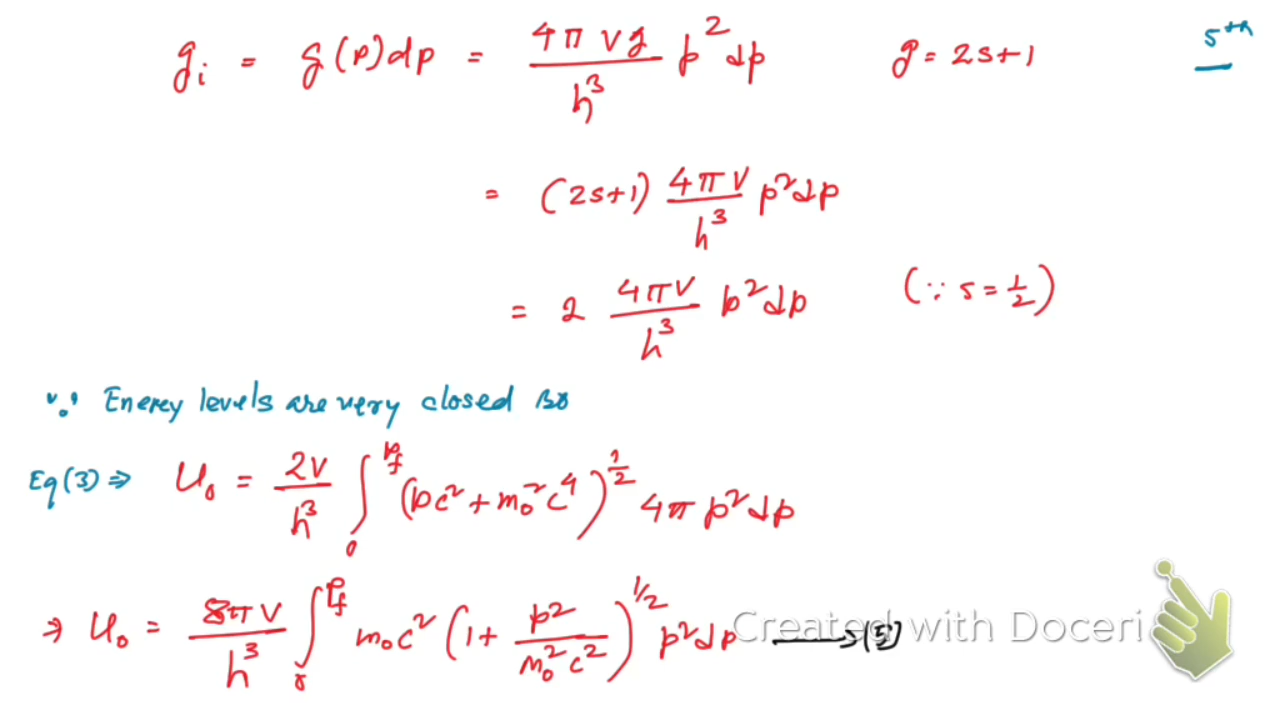 gᵢ = g(p)dp = 4πVg/h³ p²dp g = 2s+1 5th
= (2s+1) 4πV/h³ p²dp
= 2 4πV/h³ p²dp (∵ s = 1/2)
∵ Energy levels are very closed so
Eq(3) ⇒ U₀ = 2V/h³ ∫₀^pf (pc² + m₀²c⁴)^1/2 4π p²dp
⇒ U₀ = 8πV/h³ ∫₀^pf m₀c² (1 + p²/m₀²c²)^1/2 p²dp —(5)
Created with Doceri